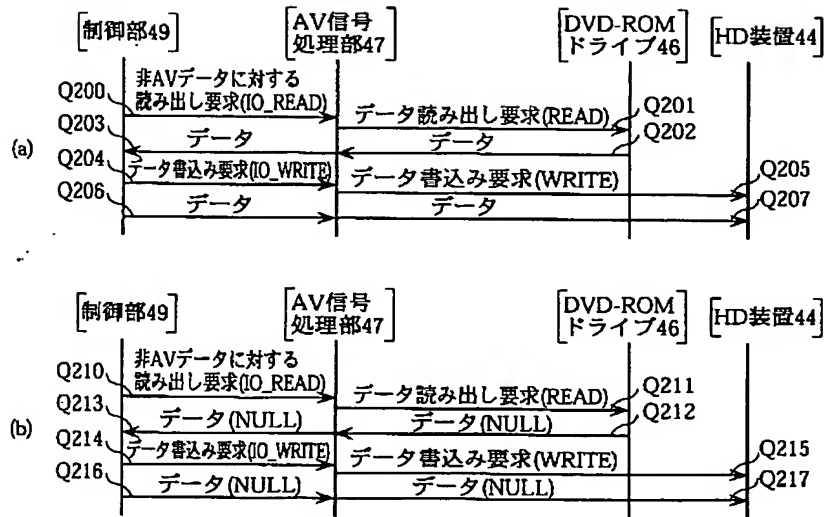 [制御部49]
[AV信号
処理部47]
[DVD-ROM
ドライブ46]
[HD装置44]
(a)
Q200
非AVデータに対する
読み出し要求(IO_READ)
データ読み出し要求(READ)
Q201
Q203
データ
データ
Q202
Q204
データ書込み要求(IO_WRITE)
データ書込み要求(WRITE)
Q205
Q206
データ
データ
Q207
[制御部49]
[AV信号
処理部47]
[DVD-ROM
ドライブ46]
[HD装置44]
(b)
Q210
非AVデータに対する
読み出し要求(IO_READ)
データ読み出し要求(READ)
Q211
Q213
データ(NULL)
データ(NULL)
Q212
Q214
データ書込み要求(IO_WRITE)
データ書込み要求(WRITE)
Q215
Q216
データ(NULL)
データ(NULL)
Q217